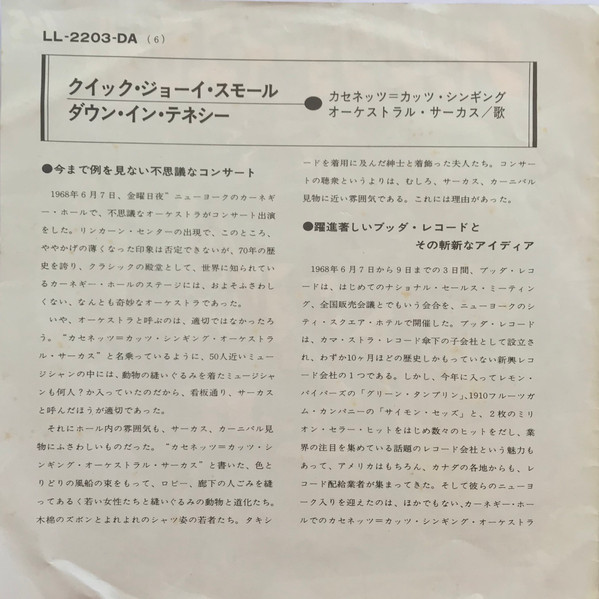 LL-2203-DA (6)
クイック・ジョーイ・スモール
ダウン・イン・テネシー
●カセネッツ＝カッツ・シンギング
オーケストラル・サーカス／歌
●今まで例を見ない不思議なコンサート
1968年6月7日、金曜日夜”ニューヨークのカーネギ
ー・ホールで、不思議なオーケストラがコンサート出演
をした。リンカーン・センターの出現で、このところ、
ややかげの薄くなった印象は否定できないが、70年の歴
史を誇り、クラシックの殿堂として、世界に知られてい
るカーネギー・ホールのステージには、およそふさわし
くない、なんとも奇妙なオーケストラであった。
いや、オーケストラと呼ぶのは、適切ではなかったろ
う。“カセネッツ＝カッツ・シンギング・オーケストラ
ル・サーカス”と名乗っているように、50人近いミュー
ジシャンの中には、動物の縫いぐるみを着たミュージシャ
ンも何人？か入っていたのだから、看板通り、サーカス
と呼んだほうが適切であった。
それにホール内の雰囲気も、サーカス、カーニバル見
物にふさわしいものだった。“カセネッツ＝カッツ・シ
ンギング・オーケストラル・サーカス”と書いた、色と
りどりの風船の束をもって、ロビー、廊下の人ごみを縫
ってあるく若い女性たちと縫いぐるみの動物と道化たち。
木綿のズボンとよれよれのシャツ姿の若者たち。タキシ
ードを着用に及んだ紳士と着飾った夫人たち。コンサー
トの聴衆というよりは、むしろ、サーカス、カーニバル
見物に近い雰囲気である。これには理由があった。
●躍進著しいブッダ・レコードと
その斬新なアイディア
1968年6月7日から9日までの3日間、ブッダ・レコ
ードは、はじめてのナショナル・セールス・ミーティン
グ、全国販売会議とでもいう会合を、ニューヨークのシ
ティ・スクエア・ホテルで開催した。ブッダ・レコード
は、カマ・ストラ・レコード傘下の子会社として設立さ
れ、わずか10ヶ月ほどの歴史しかもっていない新興レコ
ード会社の1つである。しかし、今年に入ってレモン・
パイパーズの「グリーン・タンブリン」、1910フルーツガ
ム・カンパニーの「サイモン・セッズ」と、2枚のミリ
オン・セラー・ヒットをはじめ数々のヒットをだし、業
界の注目を集めている話題のレコード会社という魅力も
あって、アメリカはもちろん、カナダの各地からも、レ
コード配給業者が集まってきた。そして彼らのニューヨ
ーク入りを迎えたのは、ほかでもない、カーネギー・ホー
ルでのカセネッツ＝カッツ・シンギング・オーケストラ